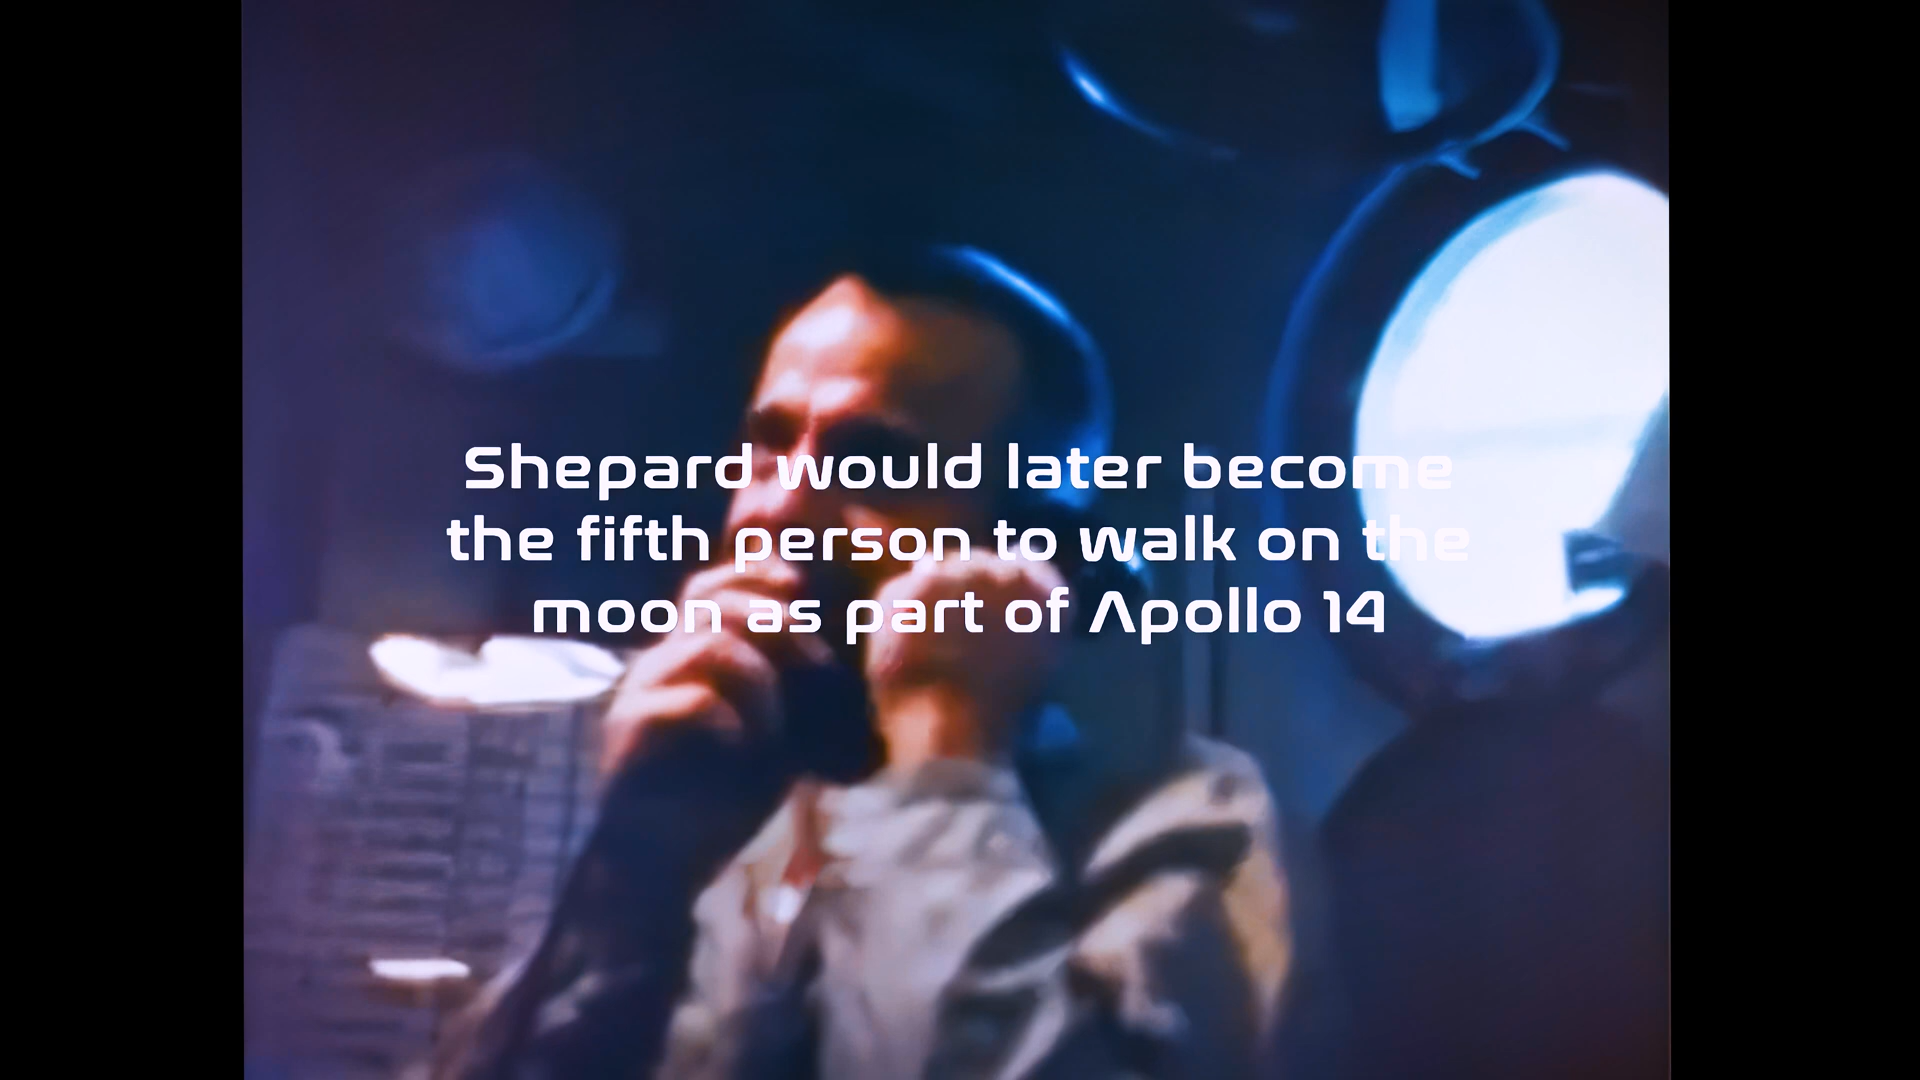 Shepard would later become
the fifth person to walk on the
moon as part of Apollo 14